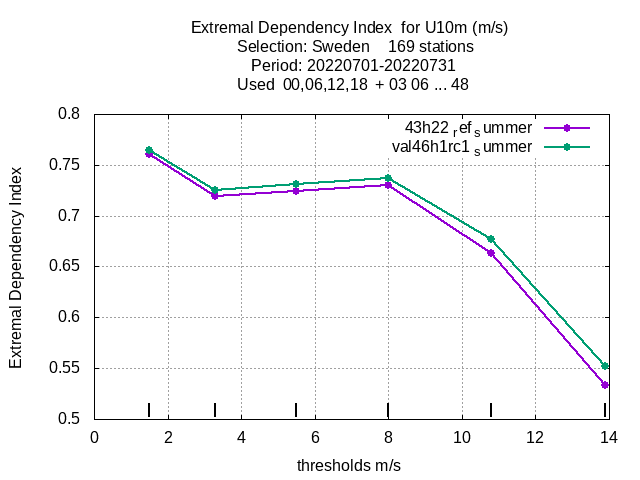 Extremal Dependency Index for U10m (m/s)
Selection: Sweden 169 stations
Period: 20220701-20220731
Used 00,06,12,18 + 03 06 ... 48
43h22 ref summer
val46h1rc1 summer
Extremal Dependency Index
0.8
0.75
0.7
0.65
0.6
0.55
0.5
0 2 4 6 8 10 12 14
thresholds m/s